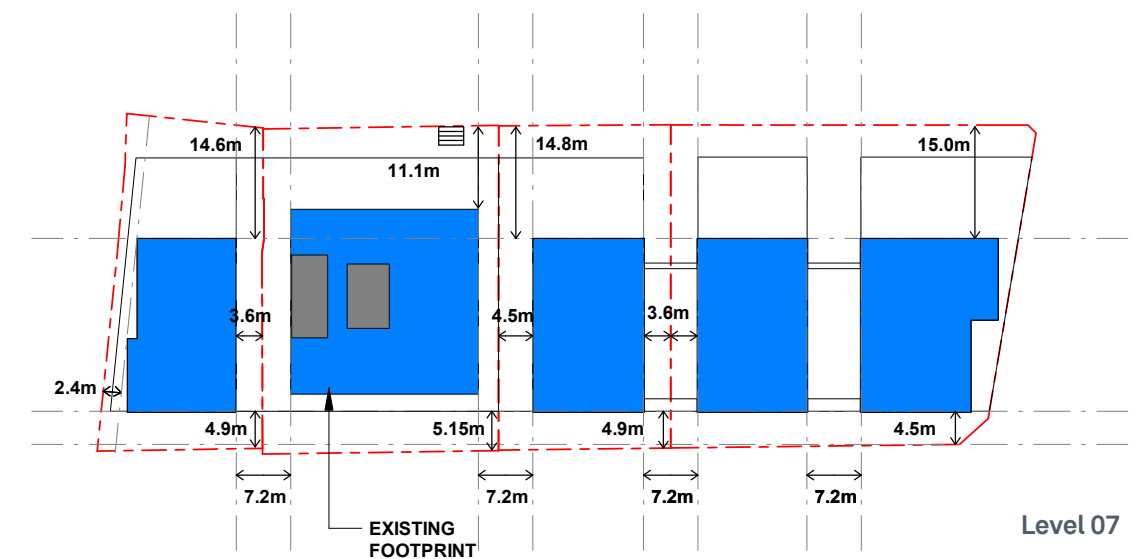 14.6m
14.8m
15.0m
11.1m
3.6m
4.5m
3.6m
2.4m
4.9m
5.15m
4.9m
4.5m
7.2m
7.2m
7.2m
7.2m
EXISTING
FOOTPRINT
Level 07